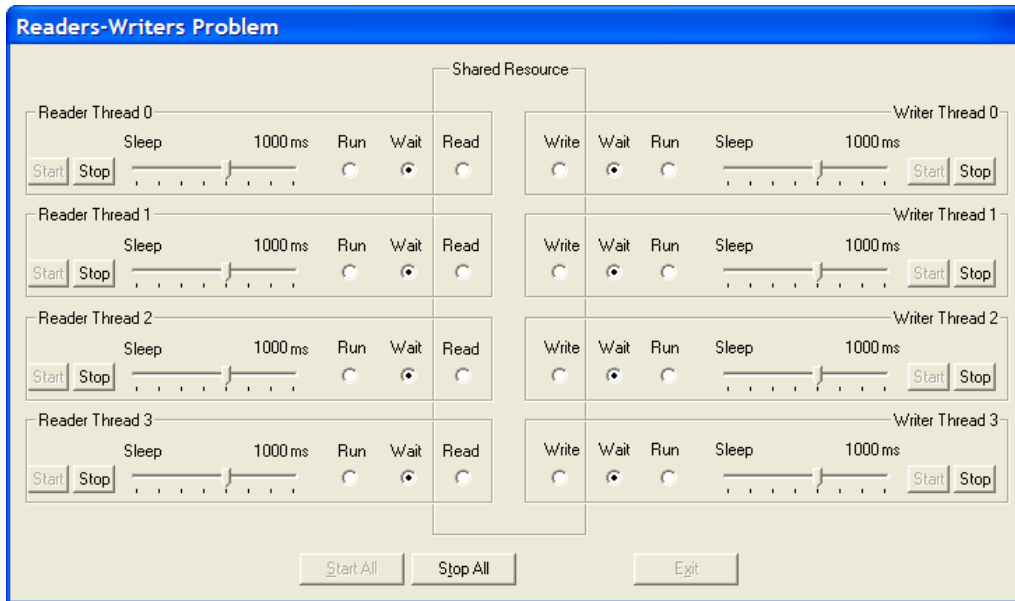 Readers-Writers Problem
Shared Resource
Reader Thread 0 Writer Thread 0
Sleep 1000 ms Run Wait Read Write Wait Run Sleep 1000 ms
Start Stop Start Stop
Reader Thread 1 Writer Thread 1
Sleep 1000 ms Run Wait Read Write Wait Run Sleep 1000 ms
Start Stop Start Stop
Reader Thread 2 Writer Thread 2
Sleep 1000 ms Run Wait Read Write Wait Run Sleep 1000 ms
Start Stop Start Stop
Reader Thread 3 Writer Thread 3
Sleep 1000 ms Run Wait Read Write Wait Run Sleep 1000 ms
Start Stop Start Stop
Start All Stop All Exit